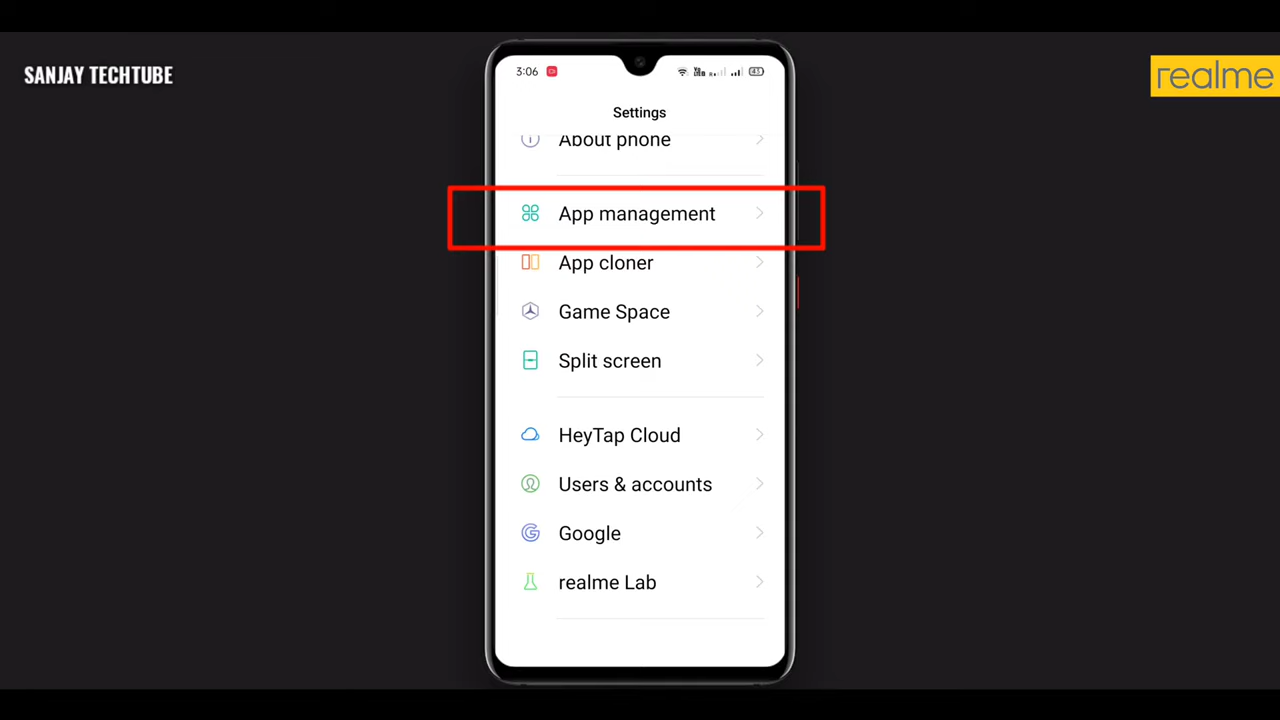 SANJAY TECHTUBE
realme
3:06
45
Settings
About phone
App management
App cloner
Game Space
Split screen
HeyTap Cloud
Users & accounts
Google
realme Lab